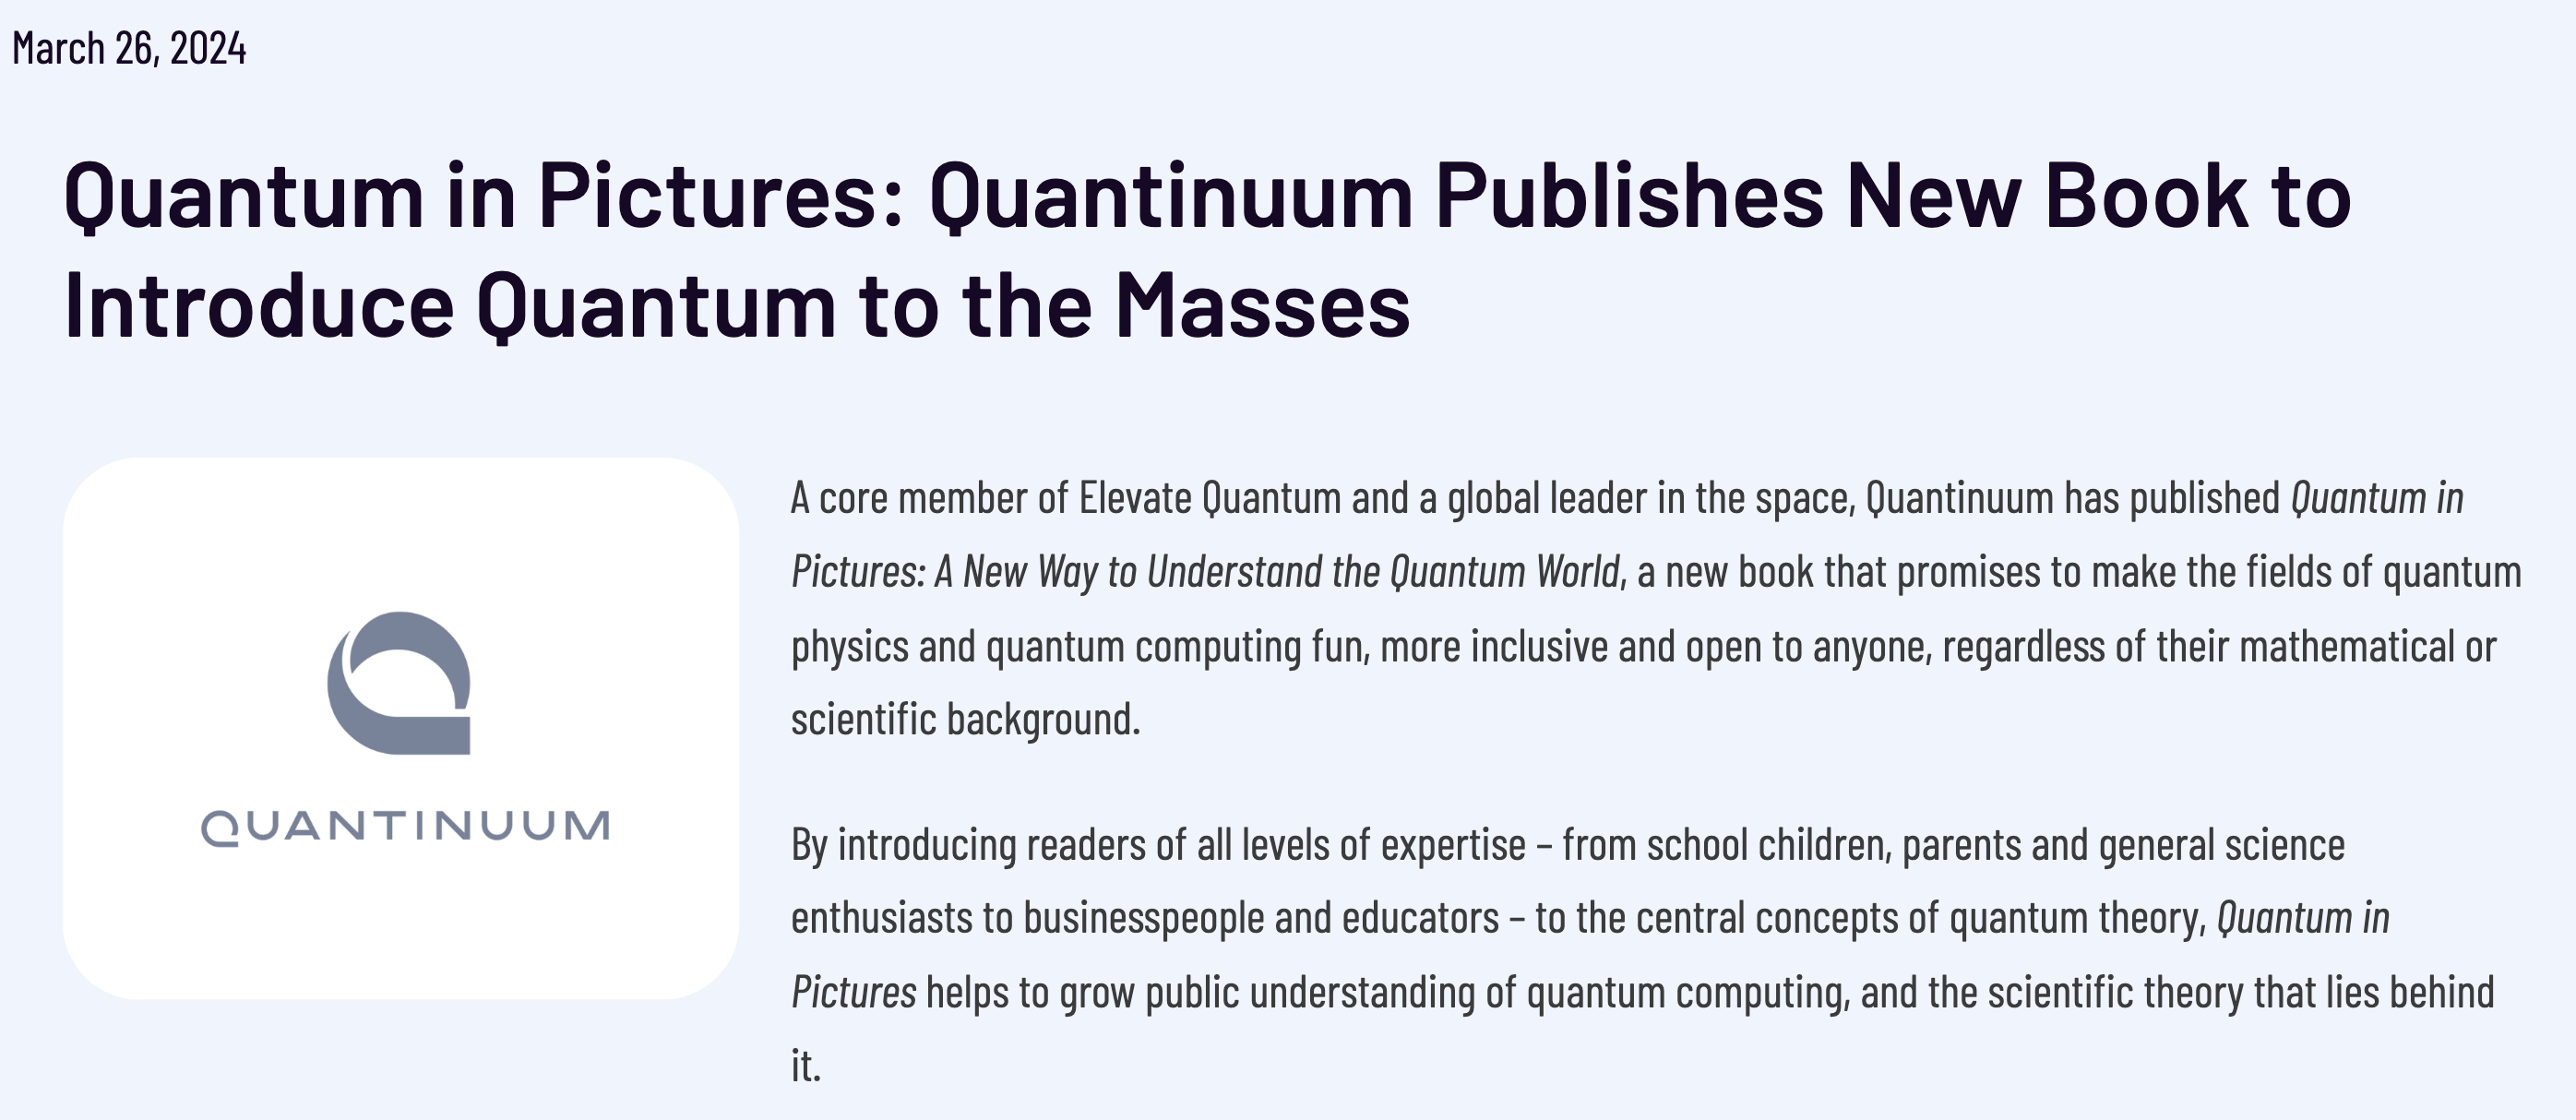 March 26, 2024
Quantum in Pictures: Quantinuum Publishes New Book to
Introduce Quantum to the Masses
QUANTINUUM
A core member of Elevate Quantum and a global leader in the space, Quantinuum has published Quantum in
Pictures: A New Way to Understand the Quantum World, a new book that promises to make the fields of quantum
physics and quantum computing fun, more inclusive and open to anyone, regardless of their mathematical or
scientific background.
By introducing readers of all levels of expertise – from school children, parents and general science
enthusiasts to businesspeople and educators – to the central concepts of quantum theory, Quantum in
Pictures helps to grow public understanding of quantum computing, and the scientific theory that lies behind
it.